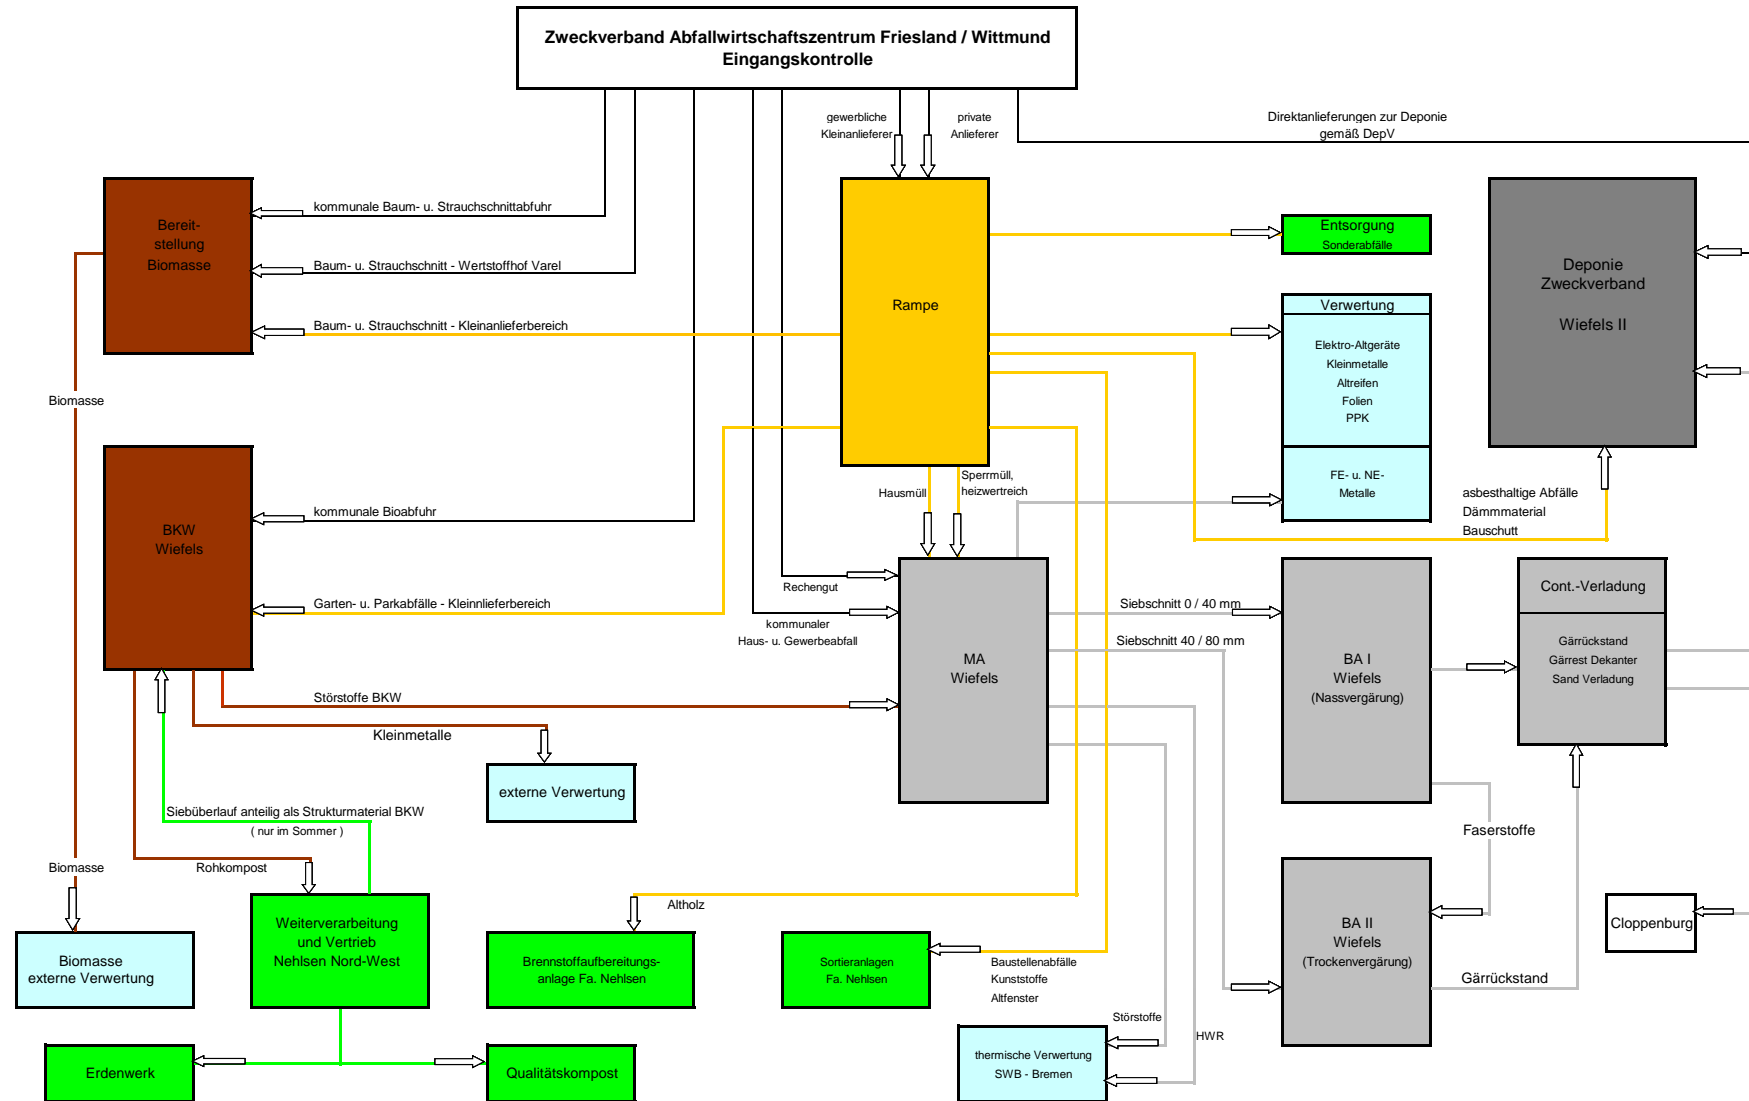 Zweckverband Abfallwirtschaftszentrum Friesland / Wittmund
Eingangskontrolle
gewerbliche
Kleinanlieferer
private
Anlieferer
Direktanlieferungen zur Deponie
gemäß DepV
Bereit-
stellung
Biomasse
kommunale Baum- u. Strauchschnittabfuhr
Baum- u. Strauchschnitt - Wertstoffhof Varel
Baum- u. Strauchschnitt - Kleinanlieferbereich
Rampe
Entsorgung
Sonderabfälle
Verwertung
Elektro-Altgeräte
Kleinmetalle
Altreifen
Folien
PPK
FE- u. NE-
Metalle
Deponie
Zweckverband
Wiefels II
Biomasse
Hausmüll
Sperrmüll,
heizwertreich
asbesthaltige Abfälle
Dämmmaterial
Bauschutt
BKW
Wiefels
kommunale Bioabfuhr
Garten- u. Parkabfälle - Kleinnlieferbereich
Rechengut
kommunaler
Haus- u. Gewerbeabfall
MA
Wiefels
Siebschnitt 0 / 40 mm
Siebschnitt 40 / 80 mm
BA I
Wiefels
(Nassvergärung)
Cont.-Verladung
Gärrückstand
Gärrest Dekanter
Sand Verladung
Störstoffe BKW
Kleinmetalle
externe Verwertung
Siebüberlauf anteilig als Strukturmaterial BKW
( nur im Sommer )
Faserstoffe
Biomasse
Rohkompost
Weiterverarbeitung
und Vertrieb
Nehlsen Nord-West
Altholz
BA II
Wiefels
(Trockenvergärung)
Cloppenburg
Biomasse
externe Verwertung
Brennstoffaufbereitungs-
anlage Fa. Nehlsen
Sortieranlagen
Fa. Nehlsen
Baustellenabfälle
Kunststoffe
Altfenster
Gärrückstand
Störstoffe
HWR
thermische Verwertung
SWB - Bremen
Erdenwerk
Qualitätskompost